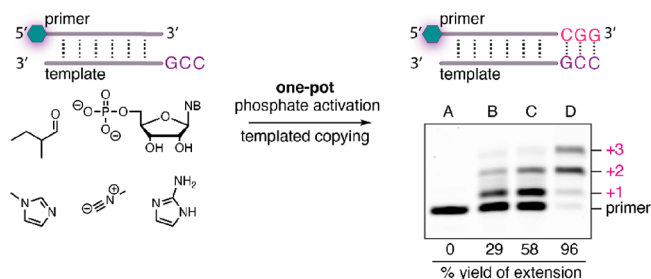 primer
5′ 3′
3′ GCC
template
one-pot
phosphate activation
templated copying
O
⊖O P O NB
O⊖ O
OH OH
O
N N
⊖ ≡N⊕
NH2
N NH
primer
5′ CGG 3′
3′ GCC
template
A B C D
+3
+2
+1
primer
0 29 58 96
% yield of extension